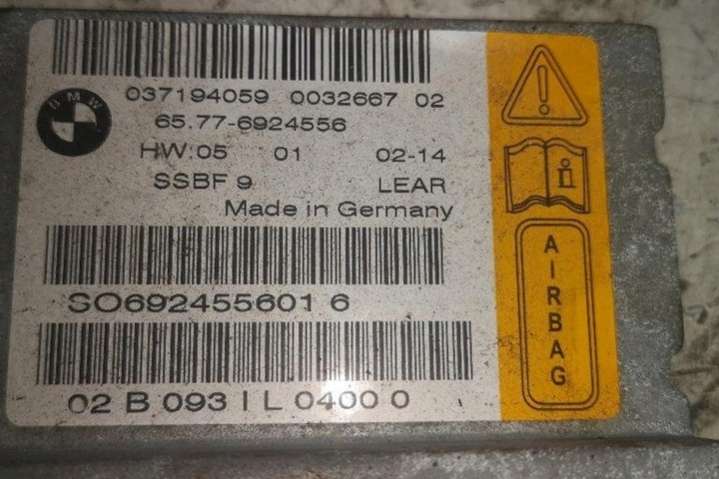 BMW
037194059 0032667 02
65.77-6924556
HW:05 01 02-14
SSBF 9 LEAR
Made in Germany
SO692455601 6
02 B 093 I L 0400 0
i
AIRBAG